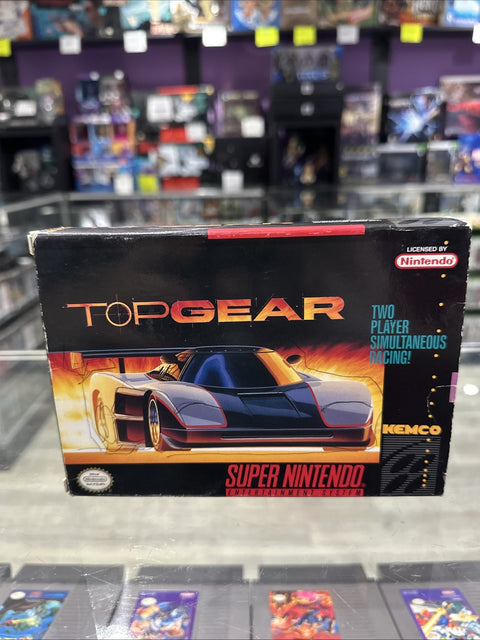 LICENSED BY
Nintendo
TOPGEAR
TWO
PLAYER
SIMULTANEOUS
RACING!
KEMCO
SUPER NINTENDO
ENTERTAINMENT SYSTEM